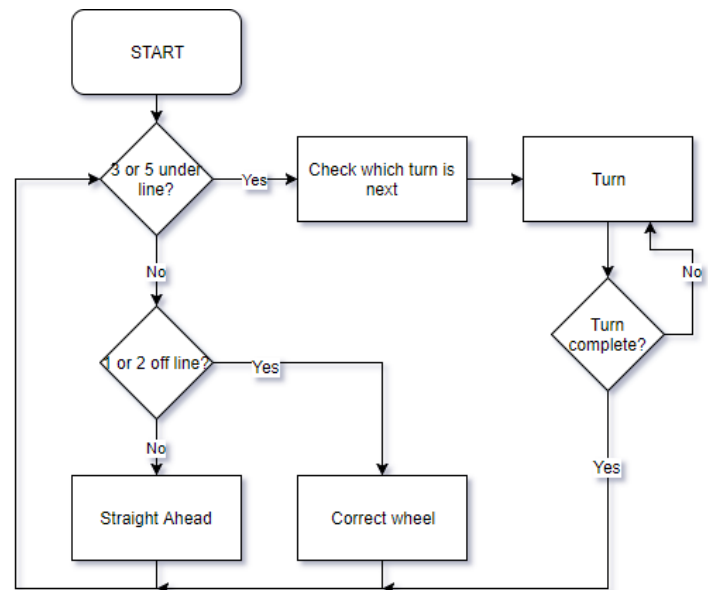 START
3 or 5 under
line?
Yes
Check which turn is
next
Turn
No
No
Turn
complete?
1 or 2 off line?
Yes
No
Yes
Straight Ahead
Correct wheel